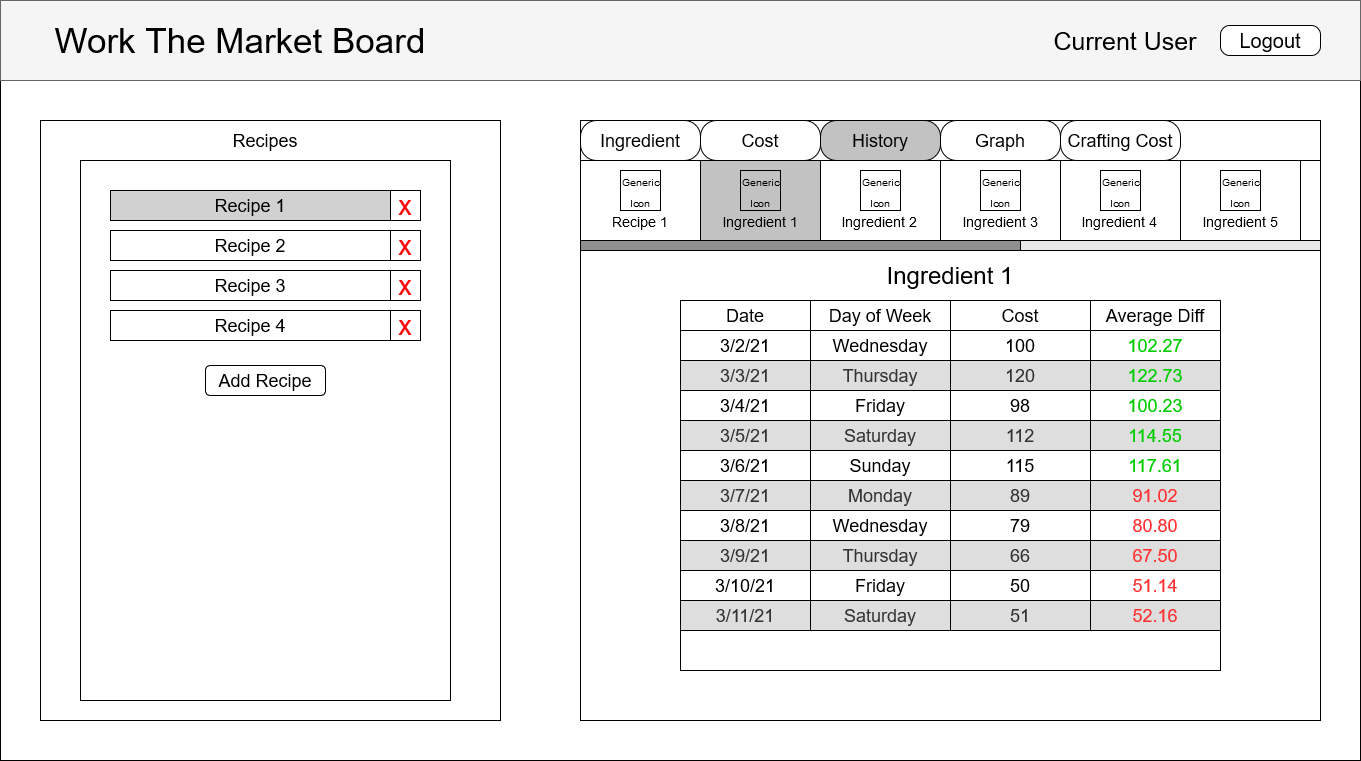 Work The Market Board
Current User
Logout
Recipes
Recipe 1 X
Recipe 2 X
Recipe 3 X
Recipe 4 X
Add Recipe
Ingredient Cost History Graph Crafting Cost
Generic Icon Recipe 1
Generic Icon Ingredient 1
Generic Icon Ingredient 2
Generic Icon Ingredient 3
Generic Icon Ingredient 4
Generic Icon Ingredient 5
Ingredient 1
Date Day of Week Cost Average Diff
3/2/21 Wednesday 100 102.27
3/3/21 Thursday 120 122.73
3/4/21 Friday 98 100.23
3/5/21 Saturday 112 114.55
3/6/21 Sunday 115 117.61
3/7/21 Monday 89 91.02
3/8/21 Wednesday 79 80.80
3/9/21 Thursday 66 67.50
3/10/21 Friday 50 51.14
3/11/21 Saturday 51 52.16